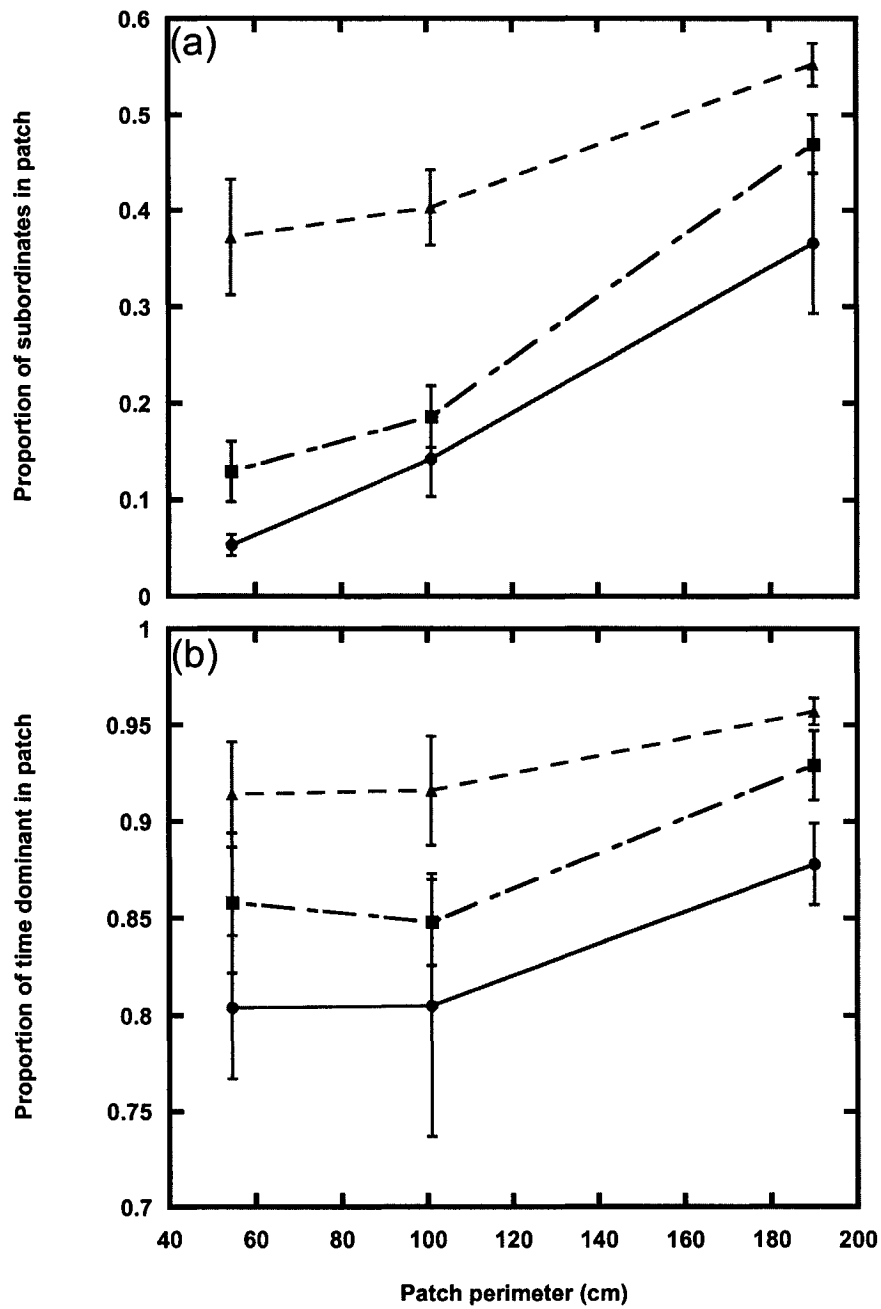 (a)
Proportion of subordinates in patch
0.6
0.5
0.4
0.3
0.2
0.1
0
(b)
Proportion of time dominant in patch
1
0.95
0.9
0.85
0.8
0.75
0.7
40 60 80 100 120 140 160 180 200
Patch perimeter (cm)